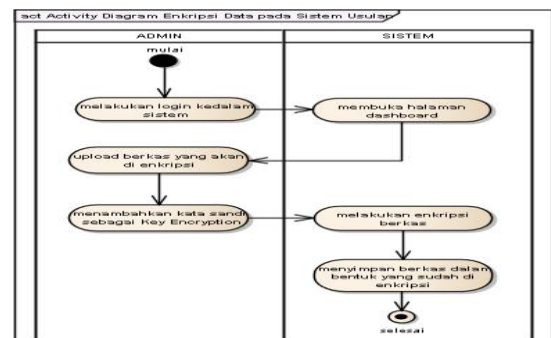 act Activity Diagram Enkripsi Data pada Sistem Usulan
ADMIN
SISTEM
mulai
melakukan login kedalam
sistem
membuka halaman
dashboard
upload berkas yang akan
di enkripsi
menambahkan kata sandi
sebagai Key Encryption
melakukan enkripsi
berkas
menyimpan berkas dalam
bentuk yang sudah di
enkripsi
selesai